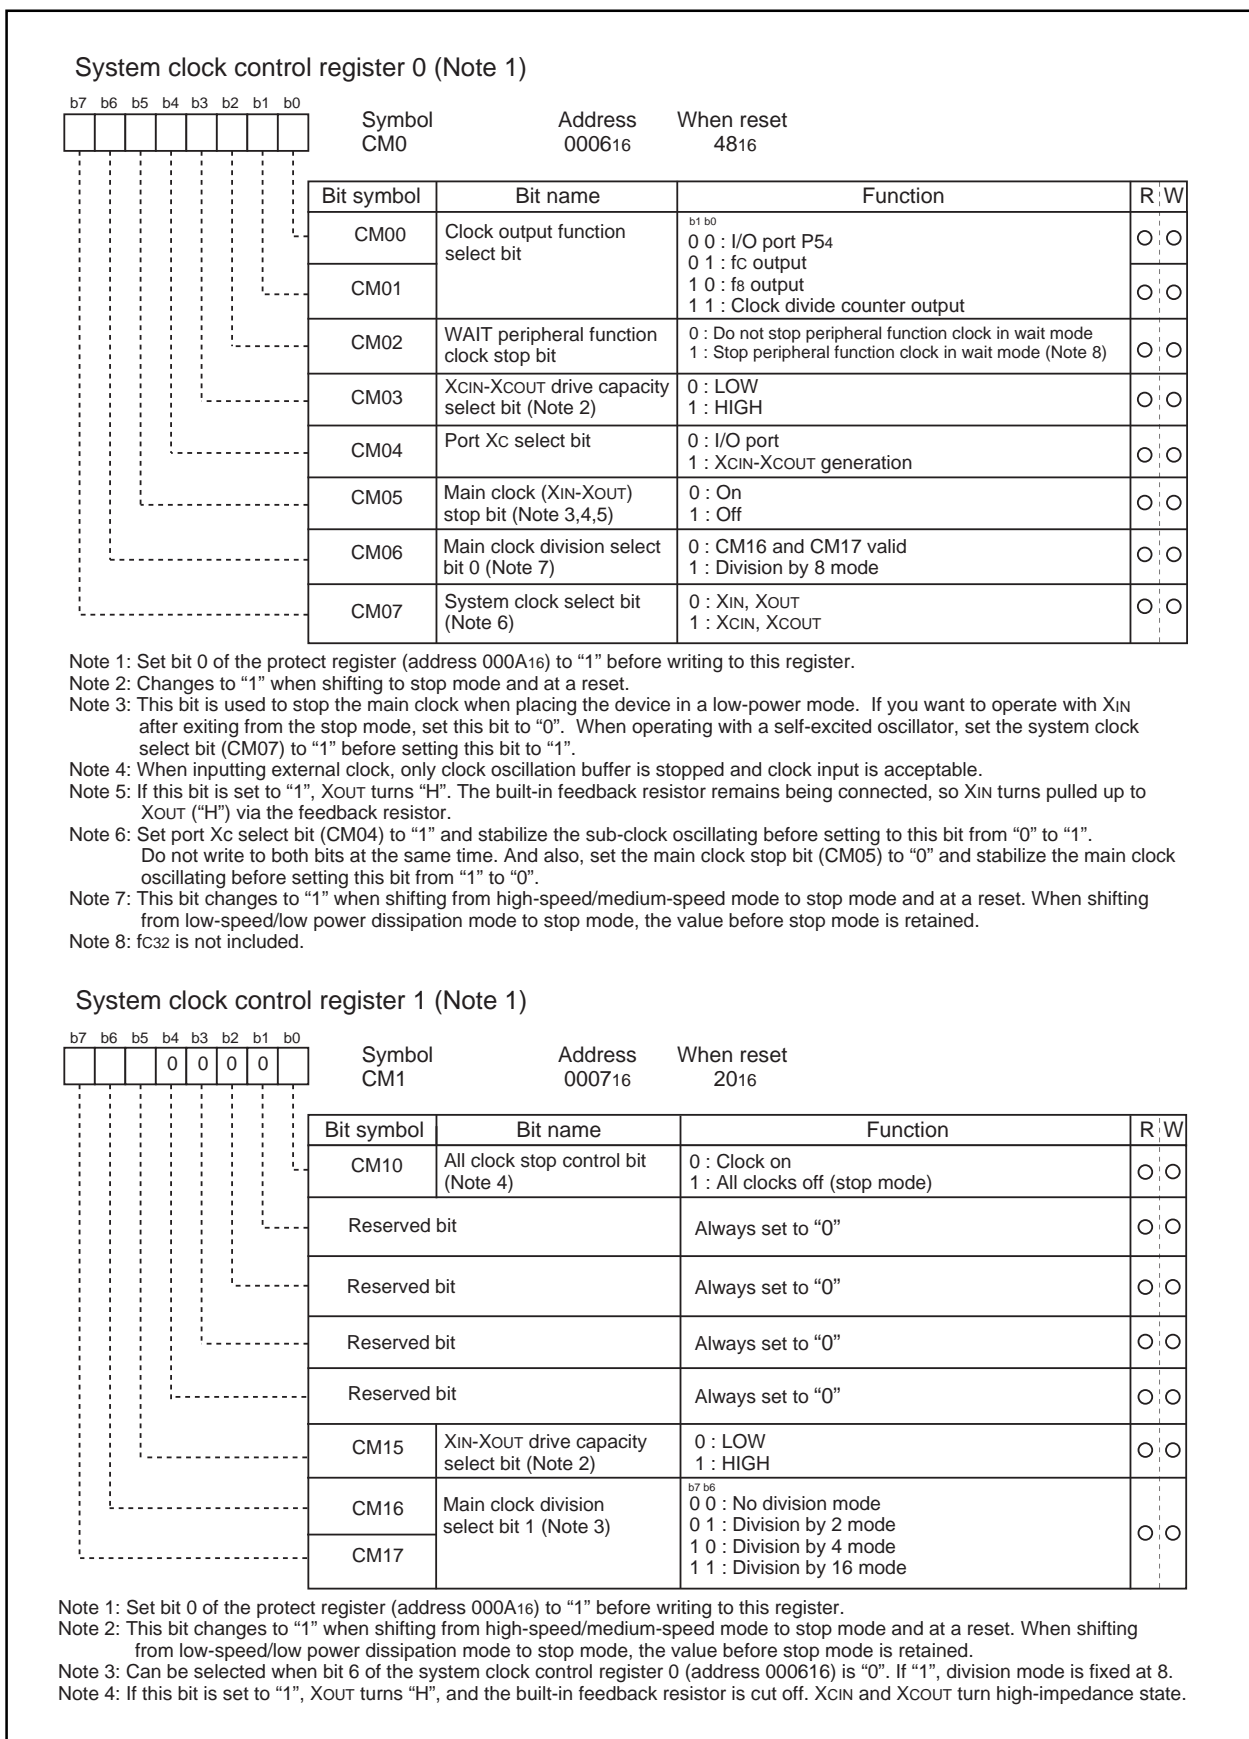 System clock control register 0 (Note 1)
b7 b6 b5 b4 b3 b2 b1 b0
Symbol Address When reset
CM0 000616 4816
Bit symbol Bit name Function R W
CM00 Clock output function select bit
b1 b0
0 0 : I/O port P54
0 1 : fC output
1 0 : f8 output
1 1 : Clock divide counter output
CM01
CM02 WAIT peripheral function clock stop bit
0 : Do not stop peripheral function clock in wait mode
1 : Stop peripheral function clock in wait mode (Note 8)
CM03 XCIN-XCOUT drive capacity select bit (Note 2)
0 : LOW
1 : HIGH
CM04 Port XC select bit
0 : I/O port
1 : XCIN-XCOUT generation
CM05 Main clock (XIN-XOUT) stop bit (Note 3,4,5)
0 : On
1 : Off
CM06 Main clock division select bit 0 (Note 7)
0 : CM16 and CM17 valid
1 : Division by 8 mode
CM07 System clock select bit (Note 6)
0 : XIN, XOUT
1 : XCIN, XCOUT
Note 1: Set bit 0 of the protect register (address 000A16) to “1” before writing to this register.
Note 2: Changes to “1” when shifting to stop mode and at a reset.
Note 3: This bit is used to stop the main clock when placing the device in a low-power mode. If you want to operate with XIN
after exiting from the stop mode, set this bit to “0”. When operating with a self-excited oscillator, set the system clock
select bit (CM07) to “1” before setting this bit to “1”.
Note 4: When inputting external clock, only clock oscillation buffer is stopped and clock input is acceptable.
Note 5: If this bit is set to “1”, XOUT turns “H”. The built-in feedback resistor remains being connected, so XIN turns pulled up to
XOUT (“H”) via the feedback resistor.
Note 6: Set port Xc select bit (CM04) to “1” and stabilize the sub-clock oscillating before setting to this bit from “0” to “1”.
Do not write to both bits at the same time. And also, set the main clock stop bit (CM05) to “0” and stabilize the main clock
oscillating before setting this bit from “1” to “0”.
Note 7: This bit changes to “1” when shifting from high-speed/medium-speed mode to stop mode and at a reset. When shifting
from low-speed/low power dissipation mode to stop mode, the value before stop mode is retained.
Note 8: fC32 is not included.
System clock control register 1 (Note 1)
b7 b6 b5 b4 b3 b2 b1 b0
0 0 0 0
Symbol Address When reset
CM1 000716 2016
Bit symbol Bit name Function R W
CM10 All clock stop control bit (Note 4)
0 : Clock on
1 : All clocks off (stop mode)
Reserved bit Always set to “0”
Reserved bit Always set to “0”
Reserved bit Always set to “0”
Reserved bit Always set to “0”
CM15 XIN-XOUT drive capacity select bit (Note 2)
0 : LOW
1 : HIGH
CM16 Main clock division select bit 1 (Note 3)
b7 b6
0 0 : No division mode
0 1 : Division by 2 mode
1 0 : Division by 4 mode
1 1 : Division by 16 mode
CM17
Note 1: Set bit 0 of the protect register (address 000A16) to “1” before writing to this register.
Note 2: This bit changes to “1” when shifting from high-speed/medium-speed mode to stop mode and at a reset. When shifting
from low-speed/low power dissipation mode to stop mode, the value before stop mode is retained.
Note 3: Can be selected when bit 6 of the system clock control register 0 (address 000616) is “0”. If “1”, division mode is fixed at 8.
Note 4: If this bit is set to “1”, XOUT turns “H”, and the built-in feedback resistor is cut off. XCIN and XCOUT turn high-impedance state.